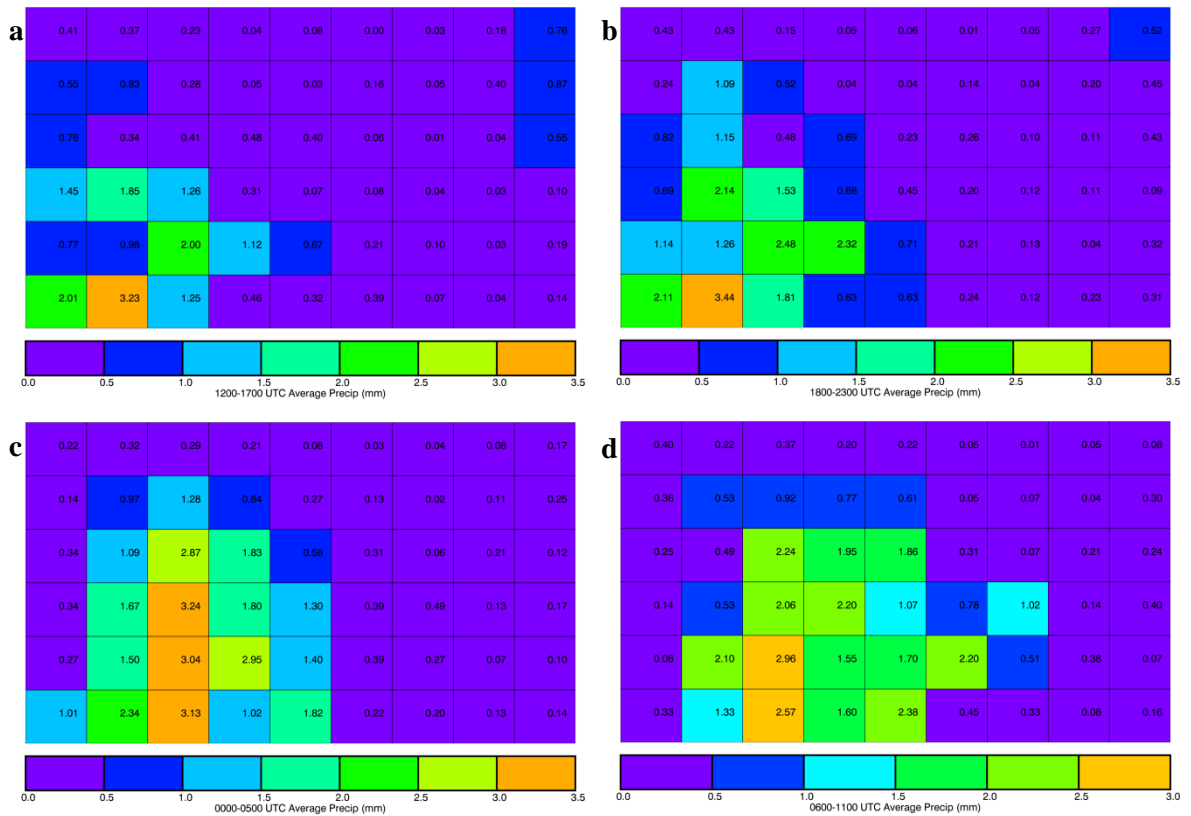 a
0.41 0.37 0.23 0.04 0.08 0.00 0.03 0.18 0.76
0.55 0.83 0.28 0.05 0.03 0.16 0.05 0.40 0.87
0.76 0.34 0.41 0.48 0.40 0.06 0.01 0.04 0.55
1.45 1.85 1.26 0.31 0.07 0.08 0.04 0.03 0.10
0.77 0.98 2.00 1.12 0.67 0.21 0.10 0.03 0.19
2.01 3.23 1.25 0.46 0.32 0.39 0.07 0.04 0.14
0.0 0.5 1.0 1.5 2.0 2.5 3.0 3.5
1200-1700 UTC Average Precip (mm)
b
0.43 0.43 0.15 0.05 0.06 0.01 0.05 0.27 0.52
0.24 1.09 0.52 0.04 0.04 0.14 0.04 0.20 0.45
0.82 1.15 0.48 0.69 0.23 0.26 0.10 0.11 0.43
0.69 2.14 1.53 0.68 0.45 0.20 0.12 0.11 0.09
1.14 1.26 2.48 2.32 0.71 0.21 0.13 0.04 0.32
2.11 3.44 1.81 0.63 0.63 0.24 0.12 0.23 0.31
0.0 0.5 1.0 1.5 2.0 2.5 3.0 3.5
1800-2300 UTC Average Precip (mm)
c
0.22 0.32 0.29 0.21 0.08 0.03 0.04 0.08 0.17
0.14 0.97 1.28 0.84 0.27 0.13 0.02 0.11 0.25
0.34 1.09 2.87 1.83 0.56 0.31 0.06 0.21 0.12
0.34 1.67 3.24 1.80 1.30 0.39 0.49 0.13 0.17
0.27 1.50 3.04 2.95 1.40 0.39 0.27 0.07 0.10
1.01 2.34 3.13 1.02 1.82 0.22 0.20 0.13 0.14
0.0 0.5 1.0 1.5 2.0 2.5 3.0 3.5
0000-0500 UTC Average Precip (mm)
d
0.40 0.22 0.37 0.20 0.22 0.05 0.01 0.05 0.08
0.36 0.53 0.92 0.77 0.61 0.05 0.07 0.04 0.30
0.25 0.49 2.24 1.95 1.86 0.31 0.07 0.21 0.24
0.14 0.53 2.06 2.20 1.07 0.78 1.02 0.14 0.40
0.06 2.10 2.96 1.55 1.70 2.20 0.51 0.38 0.07
0.33 1.33 2.57 1.60 2.38 0.45 0.33 0.08 0.16
0.0 0.5 1.0 1.5 2.0 2.5 3.0
0600-1100 UTC Average Precip (mm)